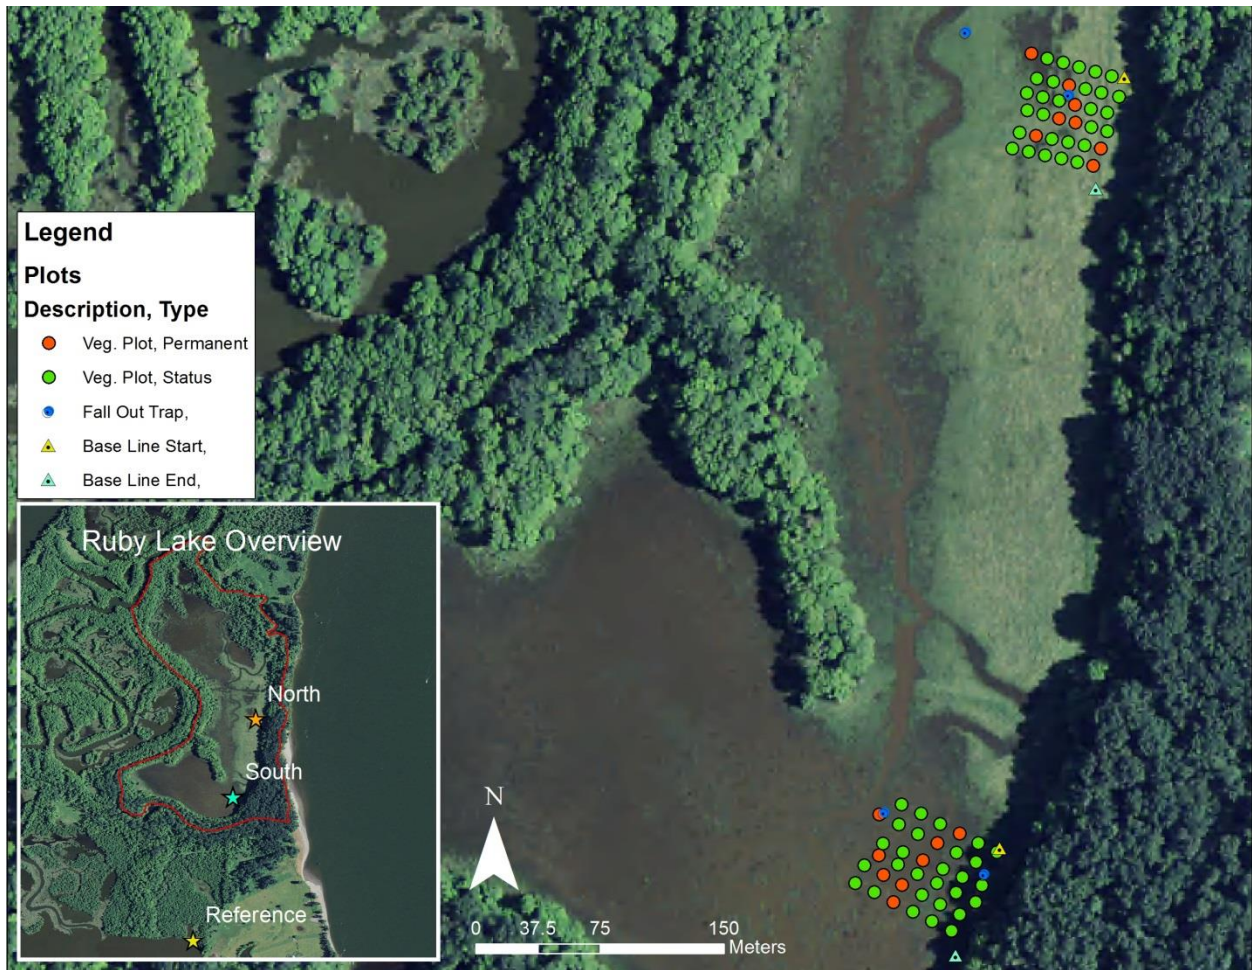 Legend
Plots
Description, Type
Veg. Plot, Permanent
Veg. Plot, Status
Fall Out Trap,
Base Line Start,
Base Line End,
Ruby Lake Overview
North
South
Reference
N
0 37.5 75 150
Meters